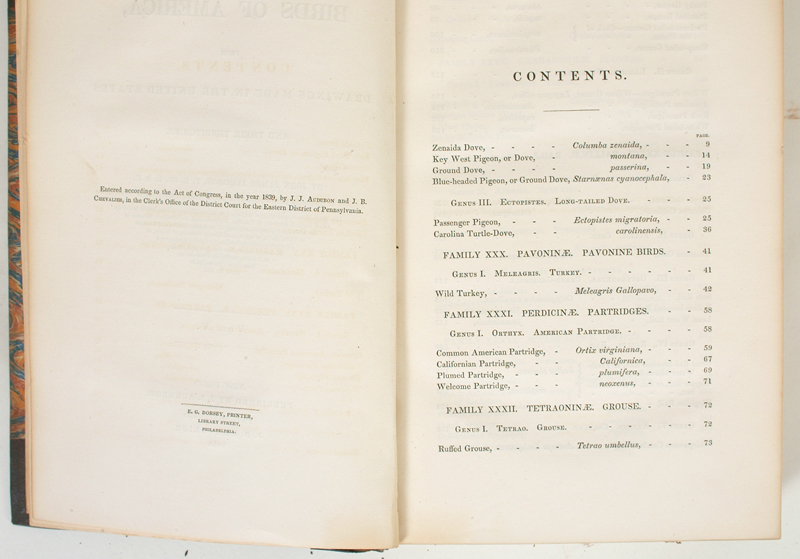 Entered according to the Act of Congress, in the year 1839, by J. J. AUDUBON and J. B.
CHEVALIER, in the Clerk's Office of the District Court for the Eastern District of Pennsylvania.
E. G. DORSEY, PRINTER,
LIBRARY STREET,
PHILADELPHIA.
CONTENTS.
PAGE.
Zenaida Dove, - - - - Columba zenaida, - - - 9
Key West Pigeon, or Dove, - montana, - - 14
Ground Dove, - - - - passerina, - - 19
Blue-headed Pigeon, or Ground Dove, Starnænas cyanocephala, - 23
GENUS III. ECTOPISTES. LONG-TAILED DOVE. - - - 25
Passenger Pigeon, - - - Ectopistes migratoria, - - 25
Carolina Turtle-Dove, - - carolinensis, - 36
FAMILY XXX. PAVONINÆ. PAVONINE BIRDS. - 41
GENUS I. MELEAGRIS. TURKEY. - - - - - - 41
Wild Turkey, - - - - Meleagris Gallopavo, - - 42
FAMILY XXXI. PERDICINÆ. PARTRIDGES. - - 58
GENUS I. ORTHYX. AMERICAN PARTRIDGE. - - - - 58
Common American Partridge, - Ortix virginiana, - - - 59
Californian Partridge, - - Californica, - - 67
Plumed Partridge, - - - plumifera, - - - 69
Welcome Partridge, - - - neoxenus, - - - 71
FAMILY XXXII. TETRAONINÆ. GROUSE. - - - 72
GENUS I. TETRAO. GROUSE. - - - - - - 72
Ruffed Grouse, - - - - Tetrao umbellus, - - - 73